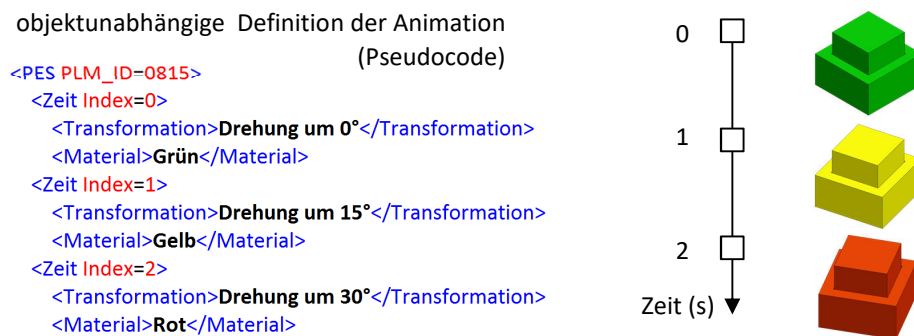 objektunabhängige Definition der Animation
(Pseudocode)
<PES PLM_ID=0815>
<Zeit Index=0>
<Transformation>Drehung um 0°</Transformation>
<Material>Grün</Material>
<Zeit Index=1>
<Transformation>Drehung um 15°</Transformation>
<Material>Gelb</Material>
<Zeit Index=2>
<Transformation>Drehung um 30°</Transformation>
<Material>Rot</Material>
0
1
2
Zeit (s)